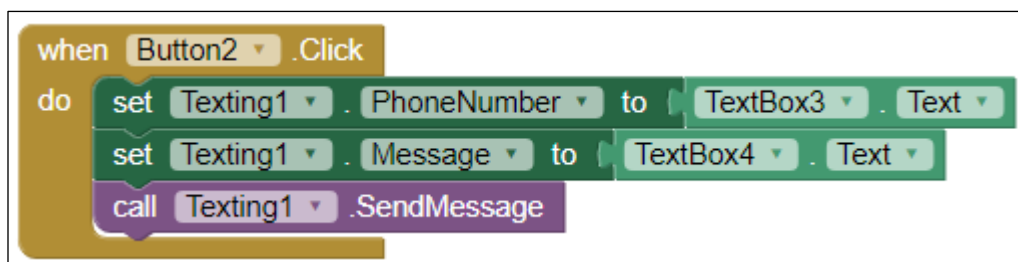 when Button2 .Click
do set Texting1 . PhoneNumber to TextBox3 . Text
set Texting1 . Message to TextBox4 . Text
call Texting1 .SendMessage